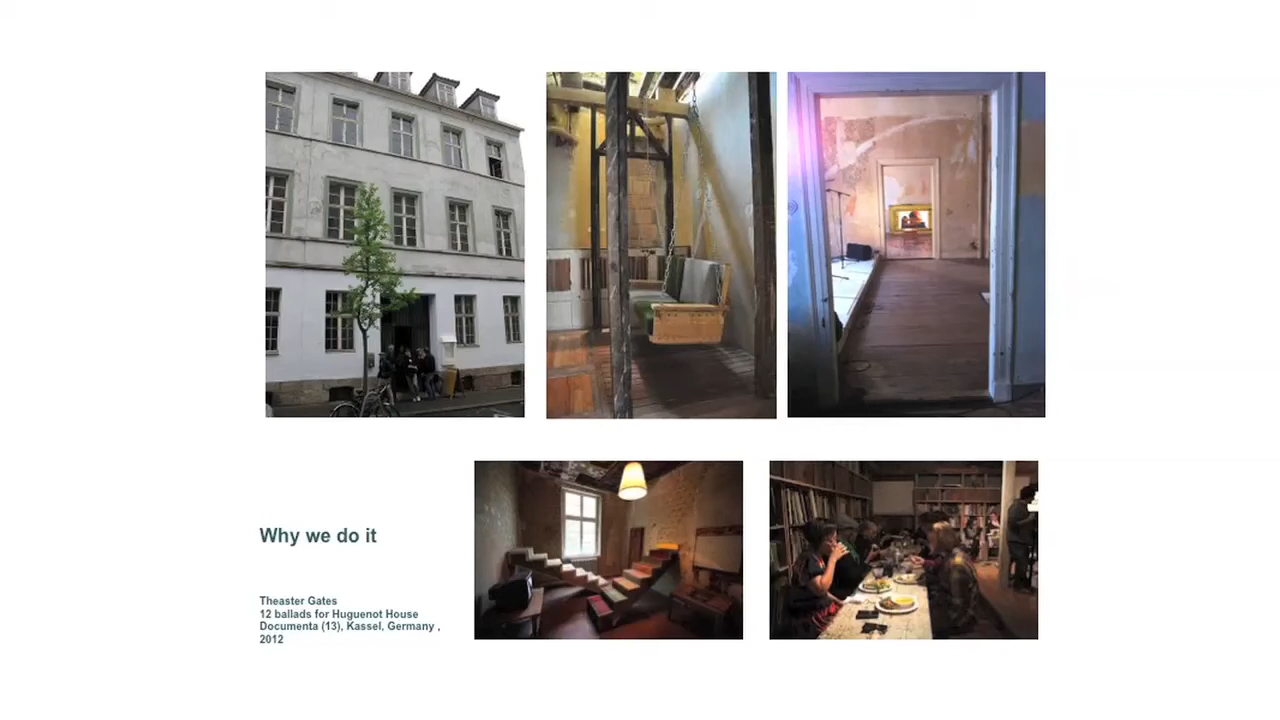 Why we do it
Theaster Gates
12 ballads for Huguenot House
Documenta (13), Kassel, Germany ,
2012